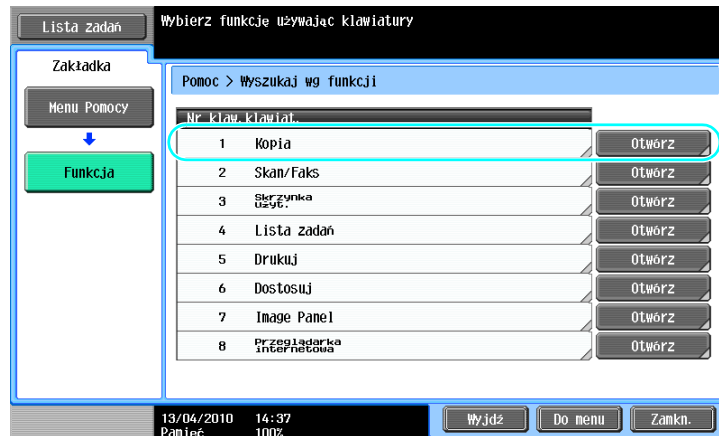 Lista zadań
Wybierz funkcję używając klawiatury
Zakładka
Menu Pomocy
Funkcja
Pomoc > Wyszukaj wg funkcji
Nr klaw.klawiat.
1 Kopia Otwórz
2 Skan/Faks Otwórz
3 Skrzynka użyt. Otwórz
4 Lista zadań Otwórz
5 Drukuj Otwórz
6 Dostosuj Otwórz
7 Image Panel Otwórz
8 Przeglądarka internetowa Otwórz
13/04/2010 14:37
Pamięć 100%
Wyjdź Do menu Zamkn.